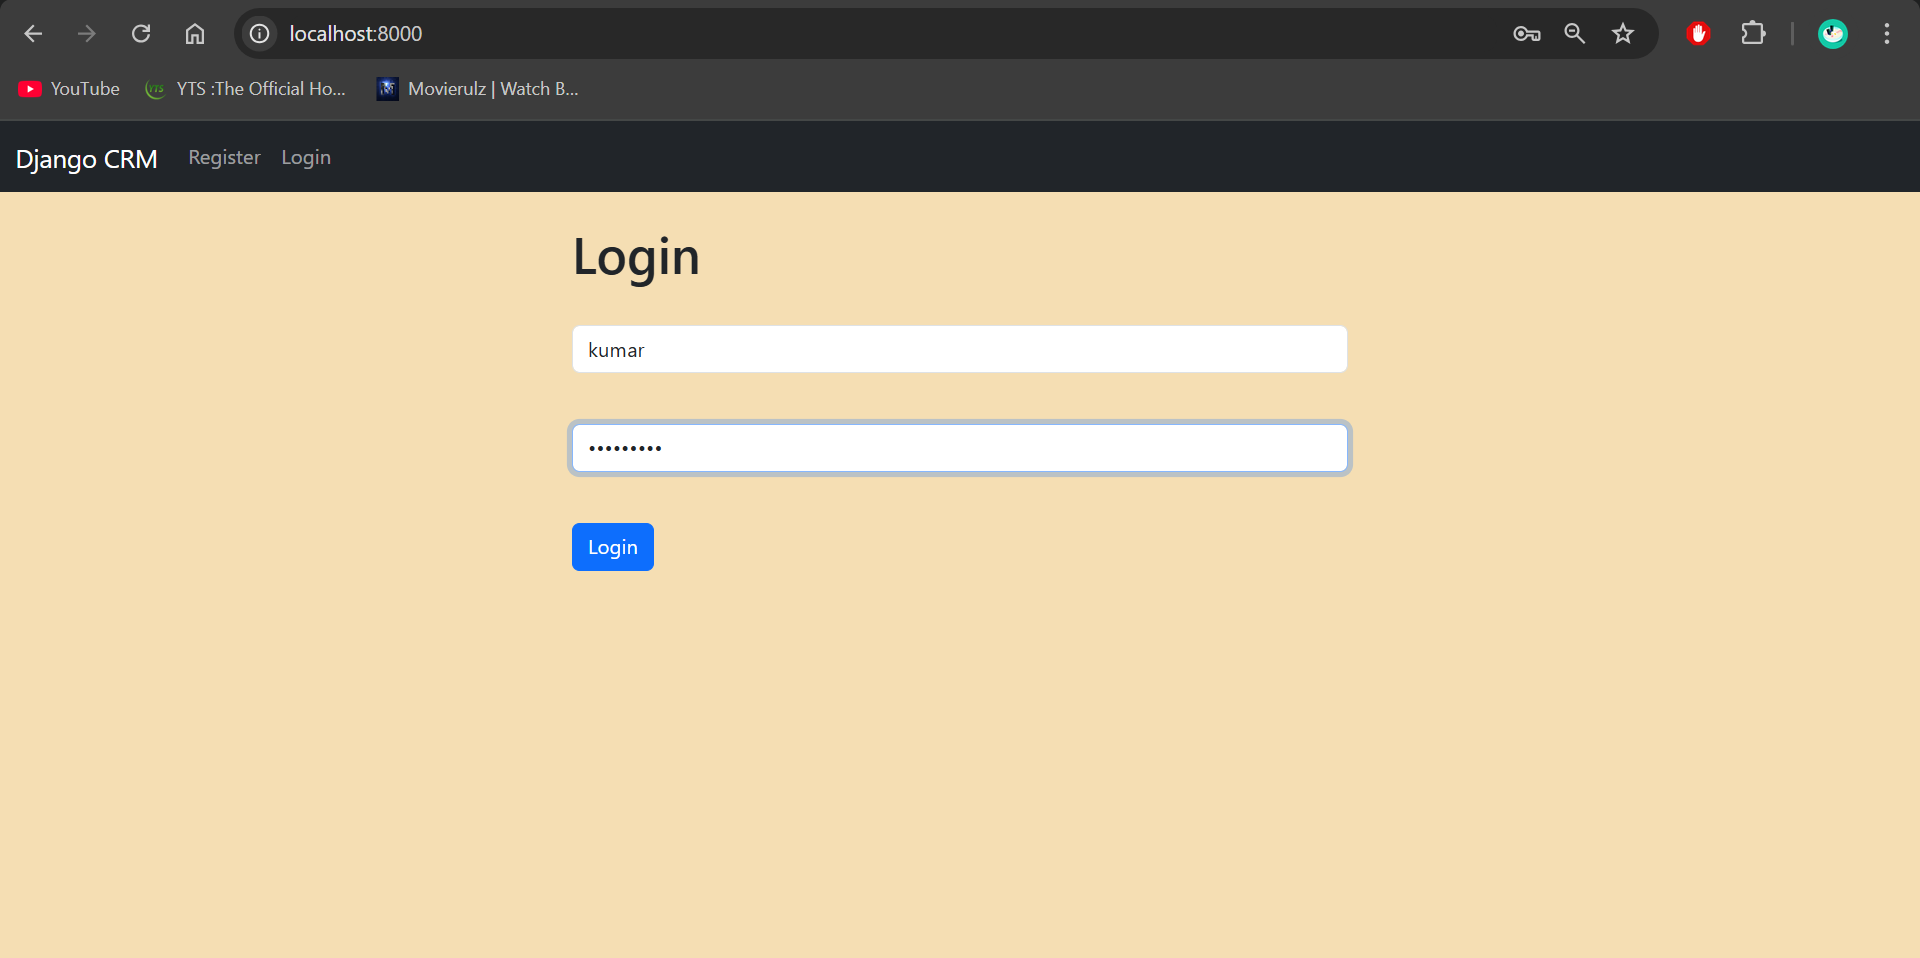 localhost:8000
YouTube YTS :The Official Ho... Movierulz | Watch B...
Django CRM Register Login
Login
kumar
•••••••••
Login